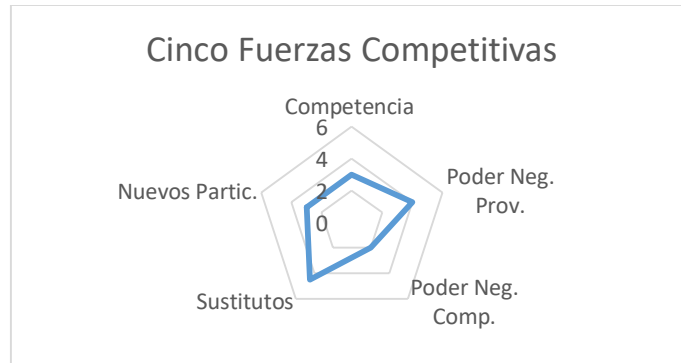 Cinco Fuerzas Competitivas
Competencia
6
4
2
0
Nuevos Partic.
Poder Neg.
Prov.
Sustitutos
Poder Neg.
Comp.